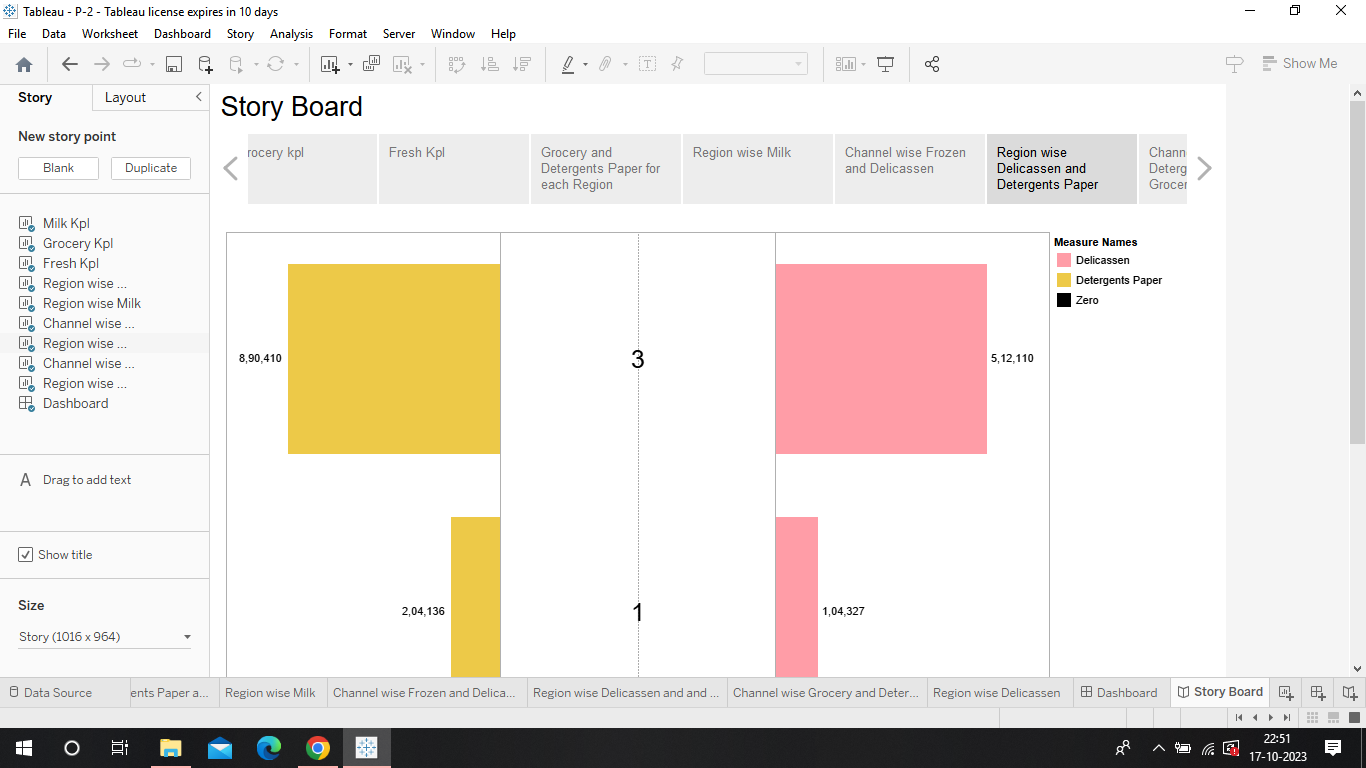 Tableau - P-2 - Tableau license expires in 10 days
File Data Worksheet Dashboard Story Analysis Format Server Window Help
Show Me
Story Layout
New story point
Blank Duplicate
Milk Kpl
Grocery Kpl
Fresh Kpl
Region wise ...
Region wise Milk
Channel wise ...
Region wise ...
Channel wise ...
Region wise ...
Dashboard
A Drag to add text
Show title
Size
Story (1016 x 964)
Story Board
rocery kpl
Fresh Kpl
Grocery and
Detergents Paper for
each Region
Region wise Milk
Channel wise Frozen
and Delicassen
Region wise
Delicassen and
Detergents Paper
Chann
Deterg
Grocer
8,90,410
3
5,12,110
2,04,136
1
1,04,327
Measure Names
Delicassen
Detergents Paper
Zero
Data Source ents Paper a... Region wise Milk Channel wise Frozen and Delica... Region wise Delicassen and and ... Channel wise Grocery and Deter... Region wise Delicassen Dashboard Story Board
22:51
17-10-2023